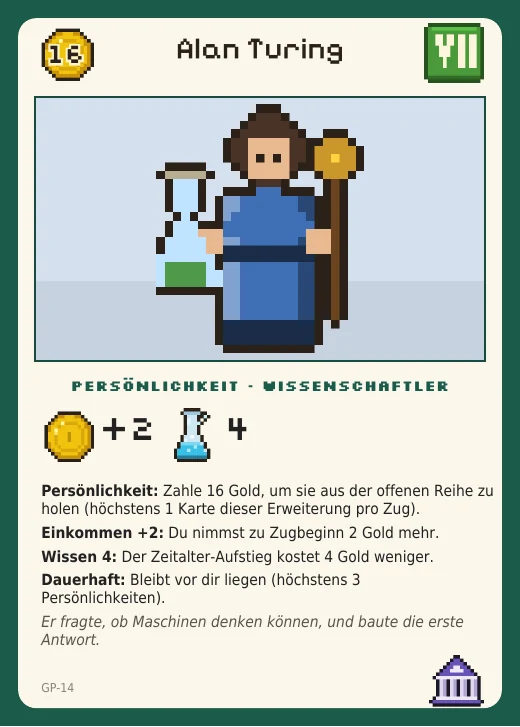 16
Alan Turing
VII
PERSÖNLICHKEIT - WISSENSCHAFTLER
+2 4
Persönlichkeit: Zahle 16 Gold, um sie aus der offenen Reihe zu
holen (höchstens 1 Karte dieser Erweiterung pro Zug).
Einkommen +2: Du nimmst zu Zugbeginn 2 Gold mehr.
Wissen 4: Der Zeitalter-Aufstieg kostet 4 Gold weniger.
Dauerhaft: Bleibt vor dir liegen (höchstens 3
Persönlichkeiten).
Er fragte, ob Maschinen denken können, und baute die erste
Antwort.
GP-14